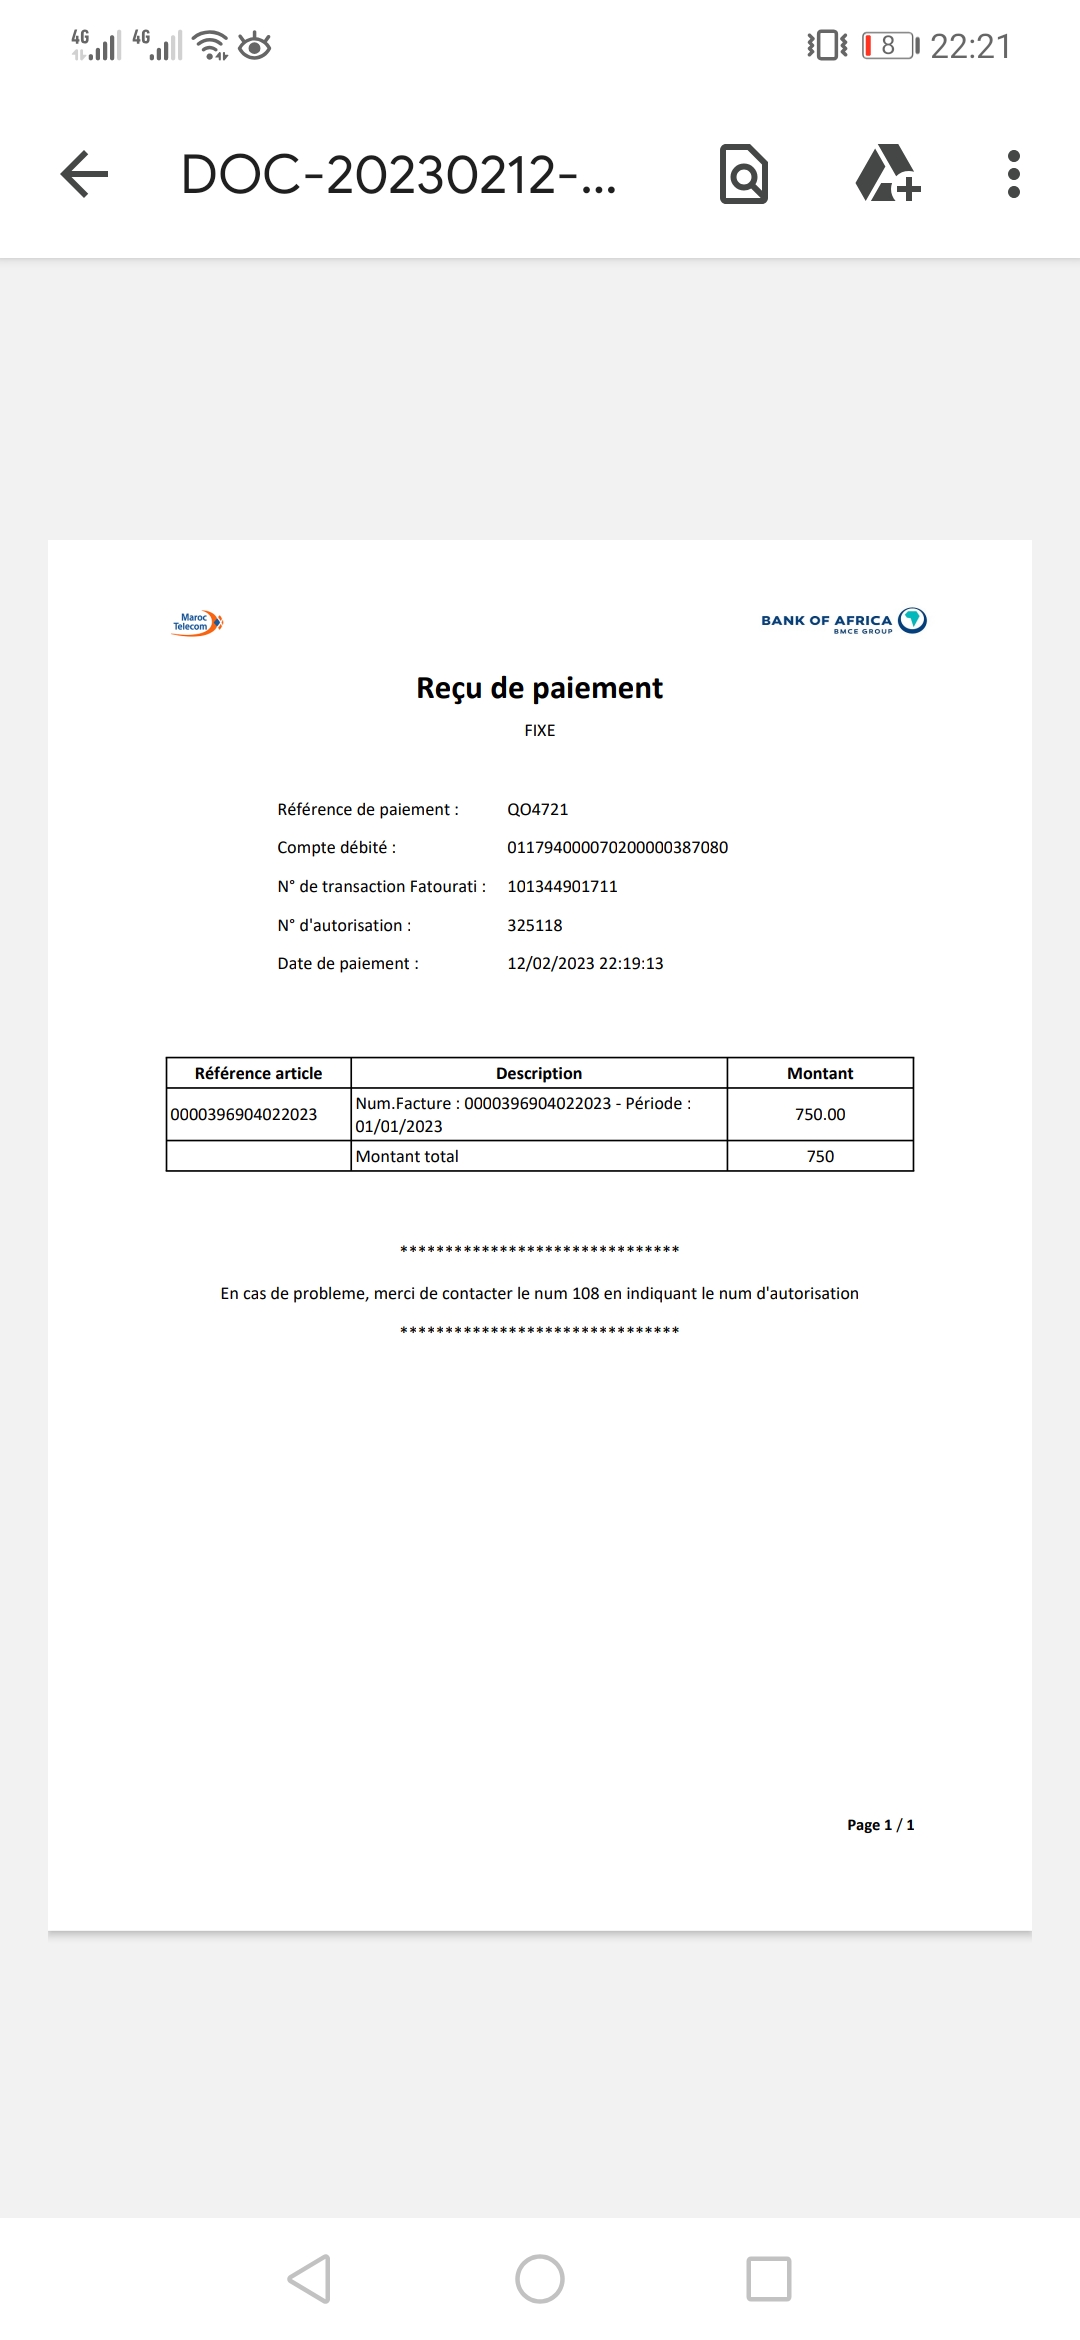 4G 4G 8 22:21
DOC-20230212-...
Maroc
Telecom
BANK OF AFRICA
BMCE GROUP
Reçu de paiement
FIXE
Référence de paiement : QO4721
Compte débité : 011794000070200000387080
N° de transaction Fatourati : 101344901711
N° d'autorisation : 325118
Date de paiement : 12/02/2023 22:19:13
Référence article Description Montant
0000396904022023 Num.Facture : 0000396904022023 - Période : 750.00
01/01/2023
Montant total 750
*******************************
En cas de probleme, merci de contacter le num 108 en indiquant le num d'autorisation
*******************************
Page 1 / 1